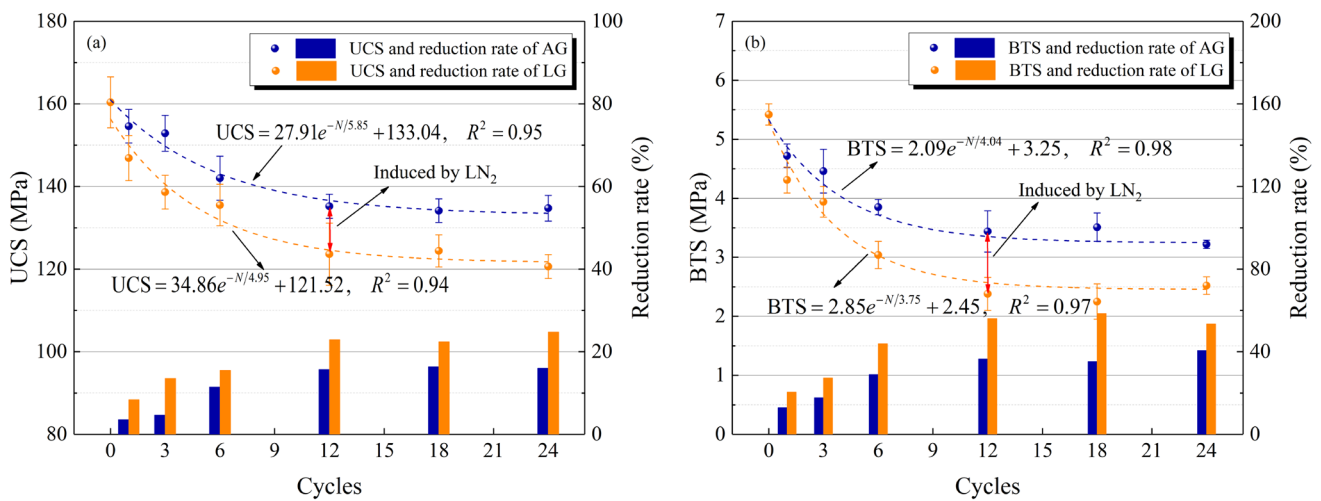 (a)
UCS and reduction rate of AG
UCS and reduction rate of LG
UCS = 27.91e^{-N/5.85} + 133.04, R² = 0.95
Induced by LN₂
UCS = 34.86e^{-N/4.95} + 121.52, R² = 0.94
UCS (MPa)
180
160
140
120
100
80
Reduction rate (%)
100
80
60
40
20
0
0 3 6 9 12 15 18 21 24
Cycles
(b)
BTS and reduction rate of AG
BTS and reduction rate of LG
BTS = 2.09e^{-N/4.04} + 3.25, R² = 0.98
Induced by LN₂
BTS = 2.85e^{-N/3.75} + 2.45, R² = 0.97
BTS (MPa)
7
6
5
4
3
2
1
0
Reduction rate (%)
200
160
120
80
40
0
0 3 6 9 12 15 18 21 24
Cycles